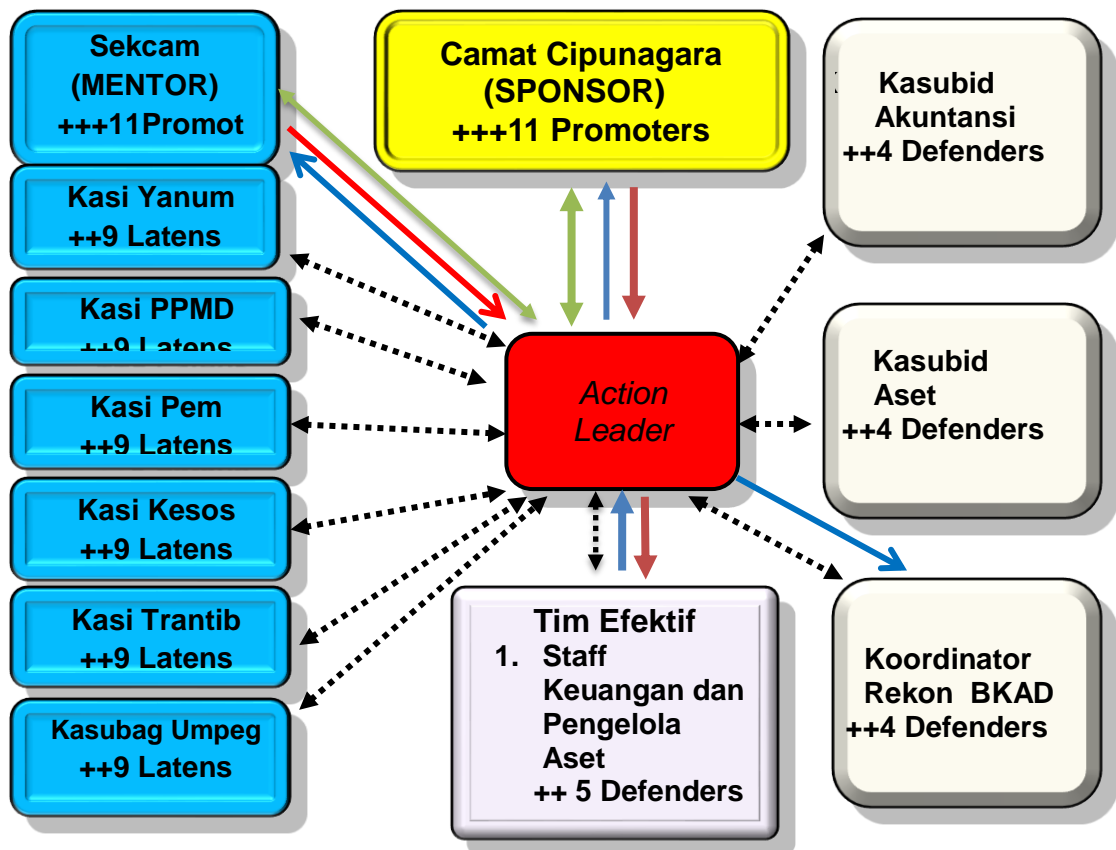 Sekcam
(MENTOR)
+++11Promot
Kasi Yanum
++9 Latens
Kasi PPMD
++9 Latens
Kasi Pem
++9 Latens
Kasi Kesos
++9 Latens
Kasi Trantib
++9 Latens
Kasubag Umpeg
++9 Latens
Camat Cipunagara
(SPONSOR)
+++11 Promoters
Action
Leader
Tim Efektif
1. Staff
Keuangan dan
Pengelola
Aset
++ 5 Defenders
Kasubid
Akuntansi
++4 Defenders
Kasubid
Aset
++4 Defenders
Koordinator
Rekon BKAD
++4 Defenders